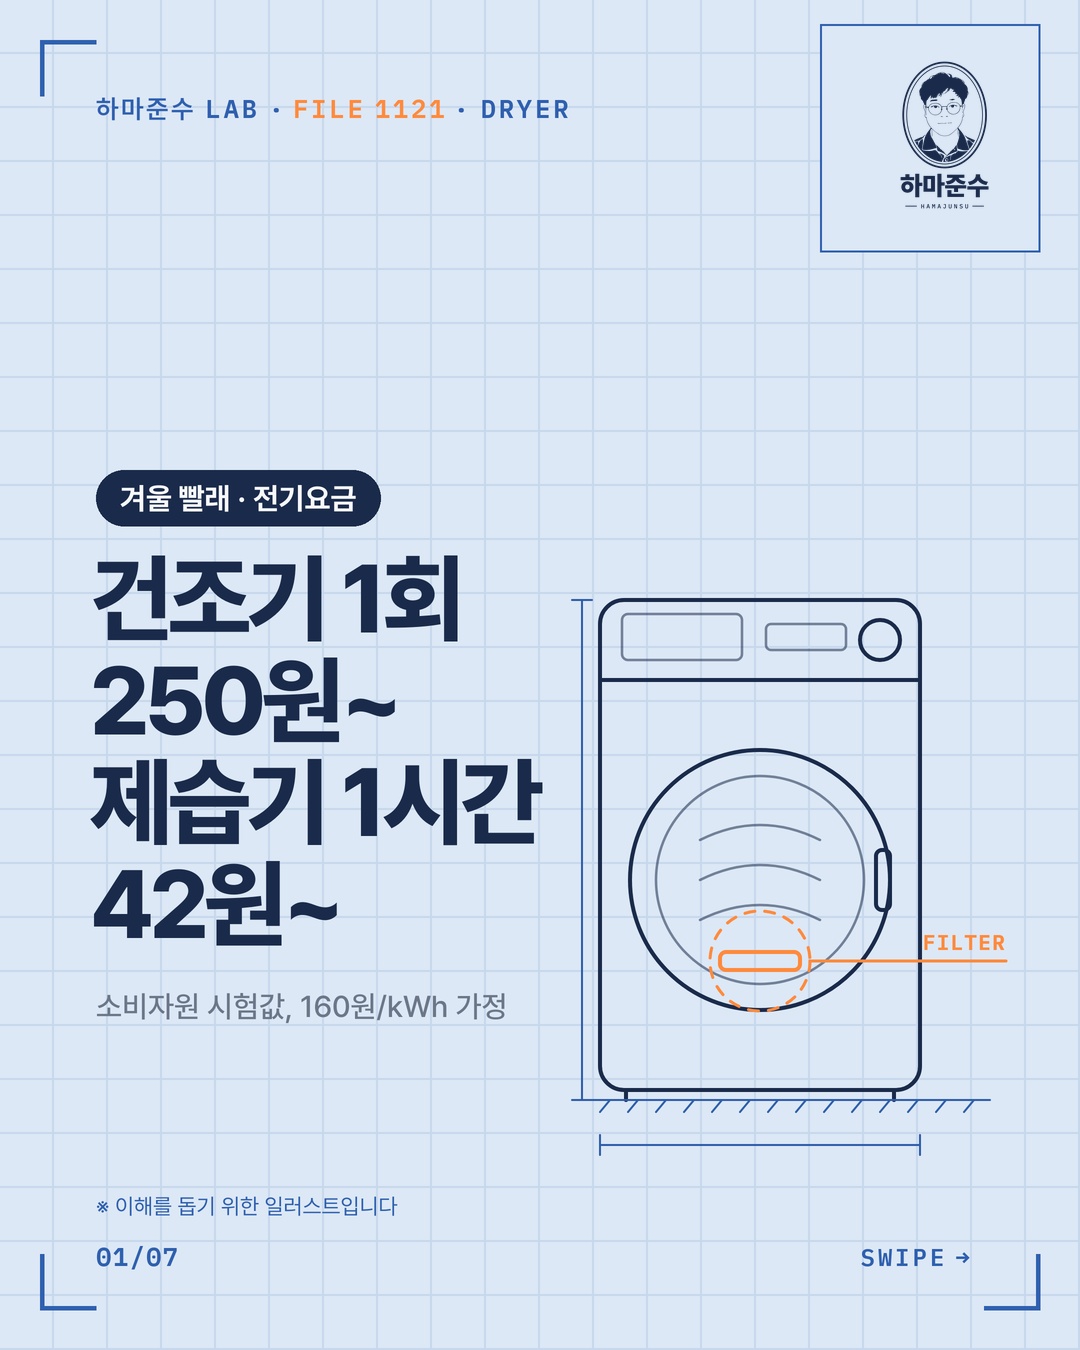 하마준수 LAB · FILE 1121 · DRYER
하마준수
HAMAJUNSU
겨울 빨래 · 전기요금
건조기 1회
250원~
제습기 1시간
42원~
소비자원 시험값, 160원/kWh 가정
FILTER
※ 이해를 돕기 위한 일러스트입니다
01/07
SWIPE →